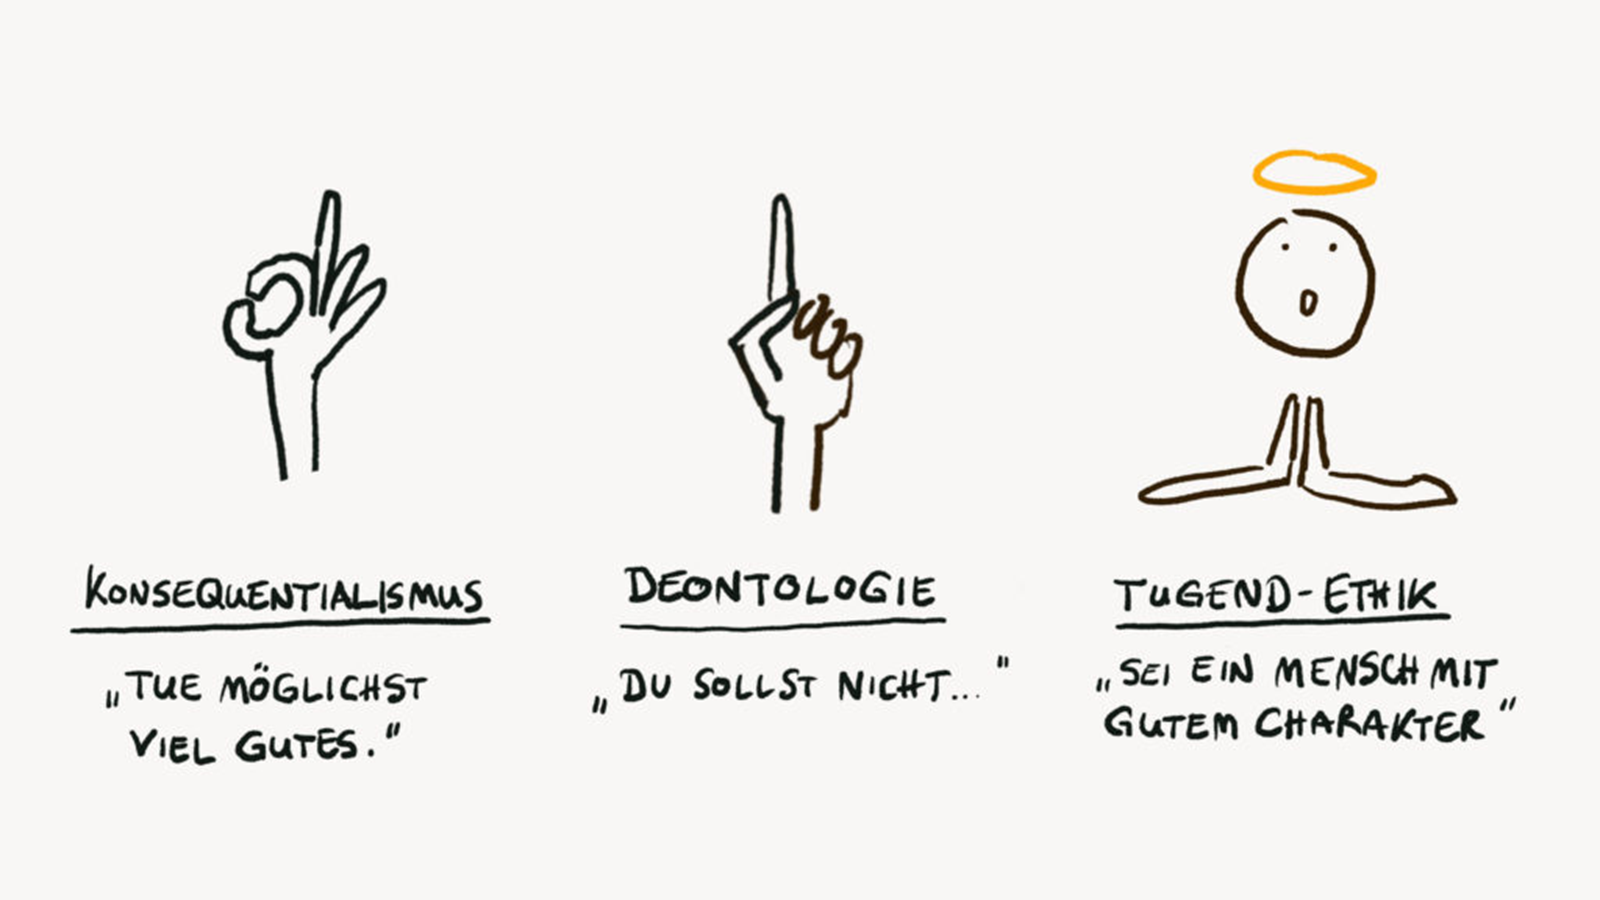 KONSEQUENTIALISMUS
„TUE MÖGLICHST
VIEL GUTES."
DEONTOLOGIE
„DU SOLLST NICHT... "
TUGEND-ETHIK
„SEI EIN MENSCH MIT
GUTEM CHARAKTER"